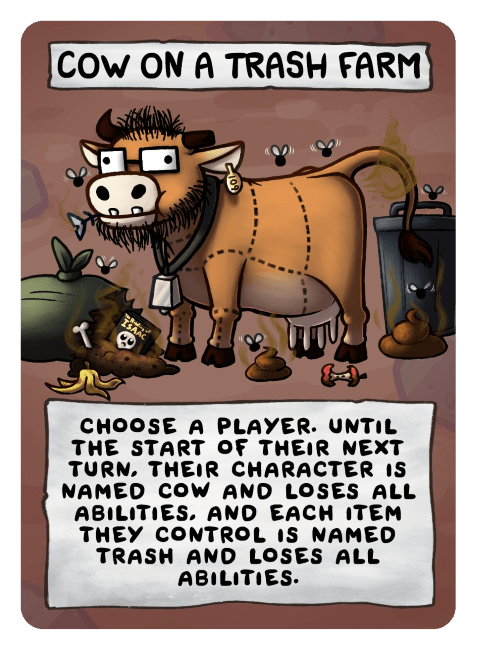 COW ON A TRASH FARM
The Binding of
ISAAC
CHOOSE A PLAYER. UNTIL
THE START OF THEIR NEXT
TURN, THEIR CHARACTER IS
NAMED COW AND LOSES ALL
ABILITIES, AND EACH ITEM
THEY CONTROL IS NAMED
TRASH AND LOSES ALL
ABILITIES.